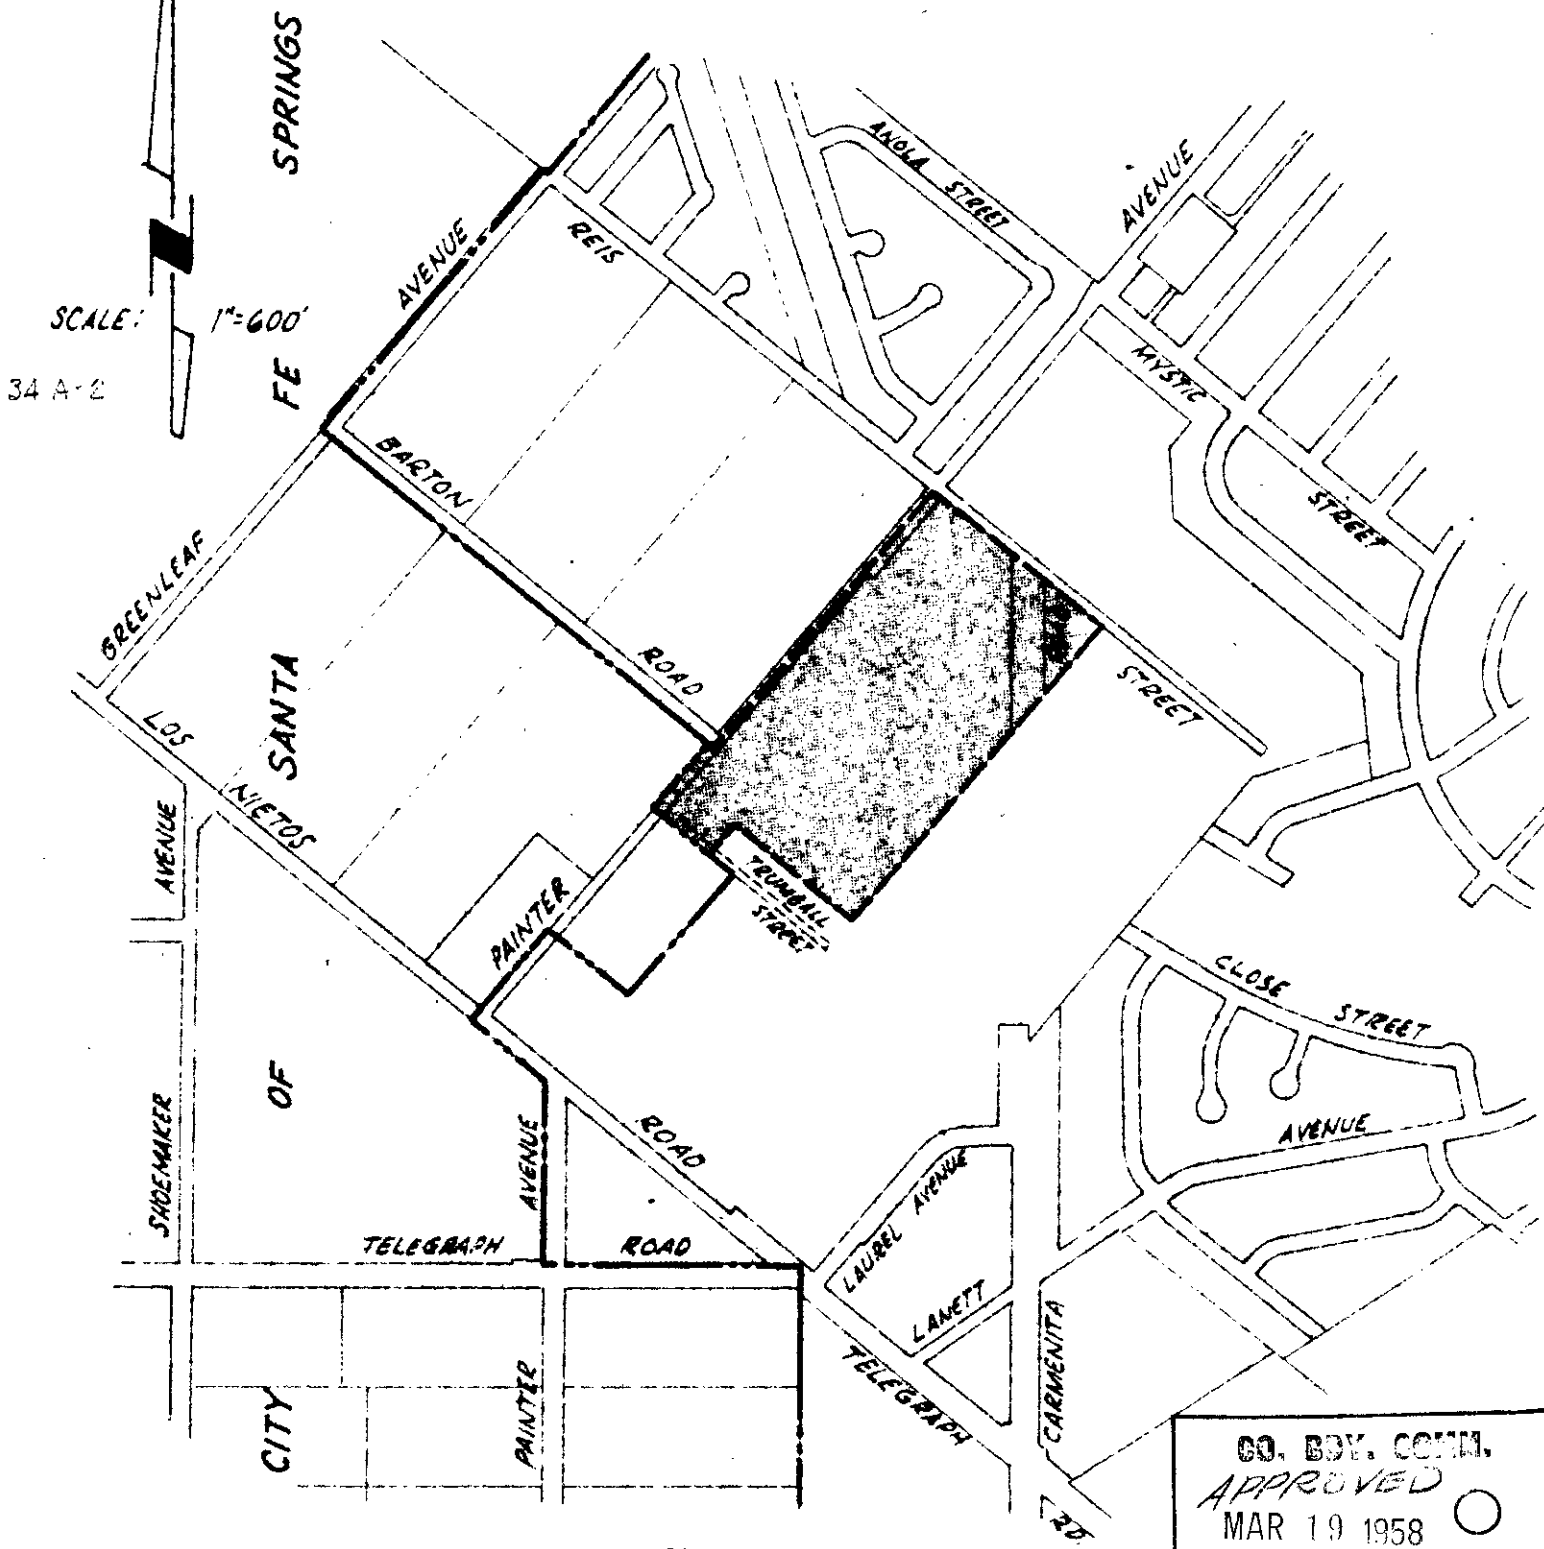 SPRINGS
ANOLA STREET
AVENUE
AVENUE
REIS
SCALE: 1"=600'
FE
34 A-2
MYSTIC
BARTON
STREET
GREENLEAF
ROAD
STREET
SANTA
LOS
NIETOS
AVENUE
TRUMBALL
STREET
PAINTER
CLOSE
STREET
OF
SHOEMAKER
AVENUE
ROAD
AVENUE
LAUREL AVENUE
TELEGRAPH
ROAD
LANETT
TELEGRAPH
CARMENITA
PAINTER
CITY
RD.
CO. BDY. COMM.
APPROVED
MAR 19 1958